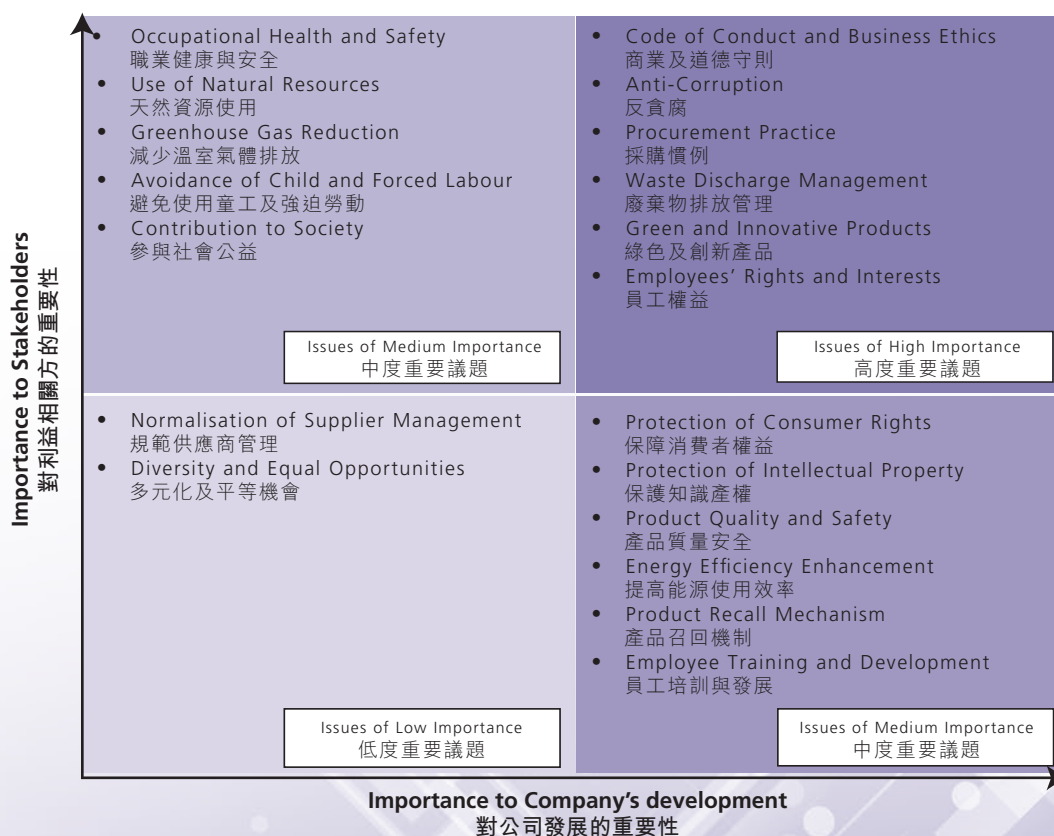 Importance to Stakeholders
對利益相關方的重要性
• Occupational Health and Safety
職業健康與安全
• Use of Natural Resources
天然資源使用
• Greenhouse Gas Reduction
減少溫室氣體排放
• Avoidance of Child and Forced Labour
避免使用童工及強迫勞動
• Contribution to Society
參與社會公益
Issues of Medium Importance
中度重要議題
• Code of Conduct and Business Ethics
商業及道德守則
• Anti-Corruption
反貪腐
• Procurement Practice
採購慣例
• Waste Discharge Management
廢棄物排放管理
• Green and Innovative Products
綠色及創新產品
• Employees’ Rights and Interests
員工權益
Issues of High Importance
高度重要議題
• Normalisation of Supplier Management
規範供應商管理
• Diversity and Equal Opportunities
多元化及平等機會
Issues of Low Importance
低度重要議題
• Protection of Consumer Rights
保障消費者權益
• Protection of Intellectual Property
保護知識產權
• Product Quality and Safety
產品質量安全
• Energy Efficiency Enhancement
提高能源使用效率
• Product Recall Mechanism
產品召回機制
• Employee Training and Development
員工培訓與發展
Issues of Medium Importance
中度重要議題
Importance to Company’s development
對公司發展的重要性